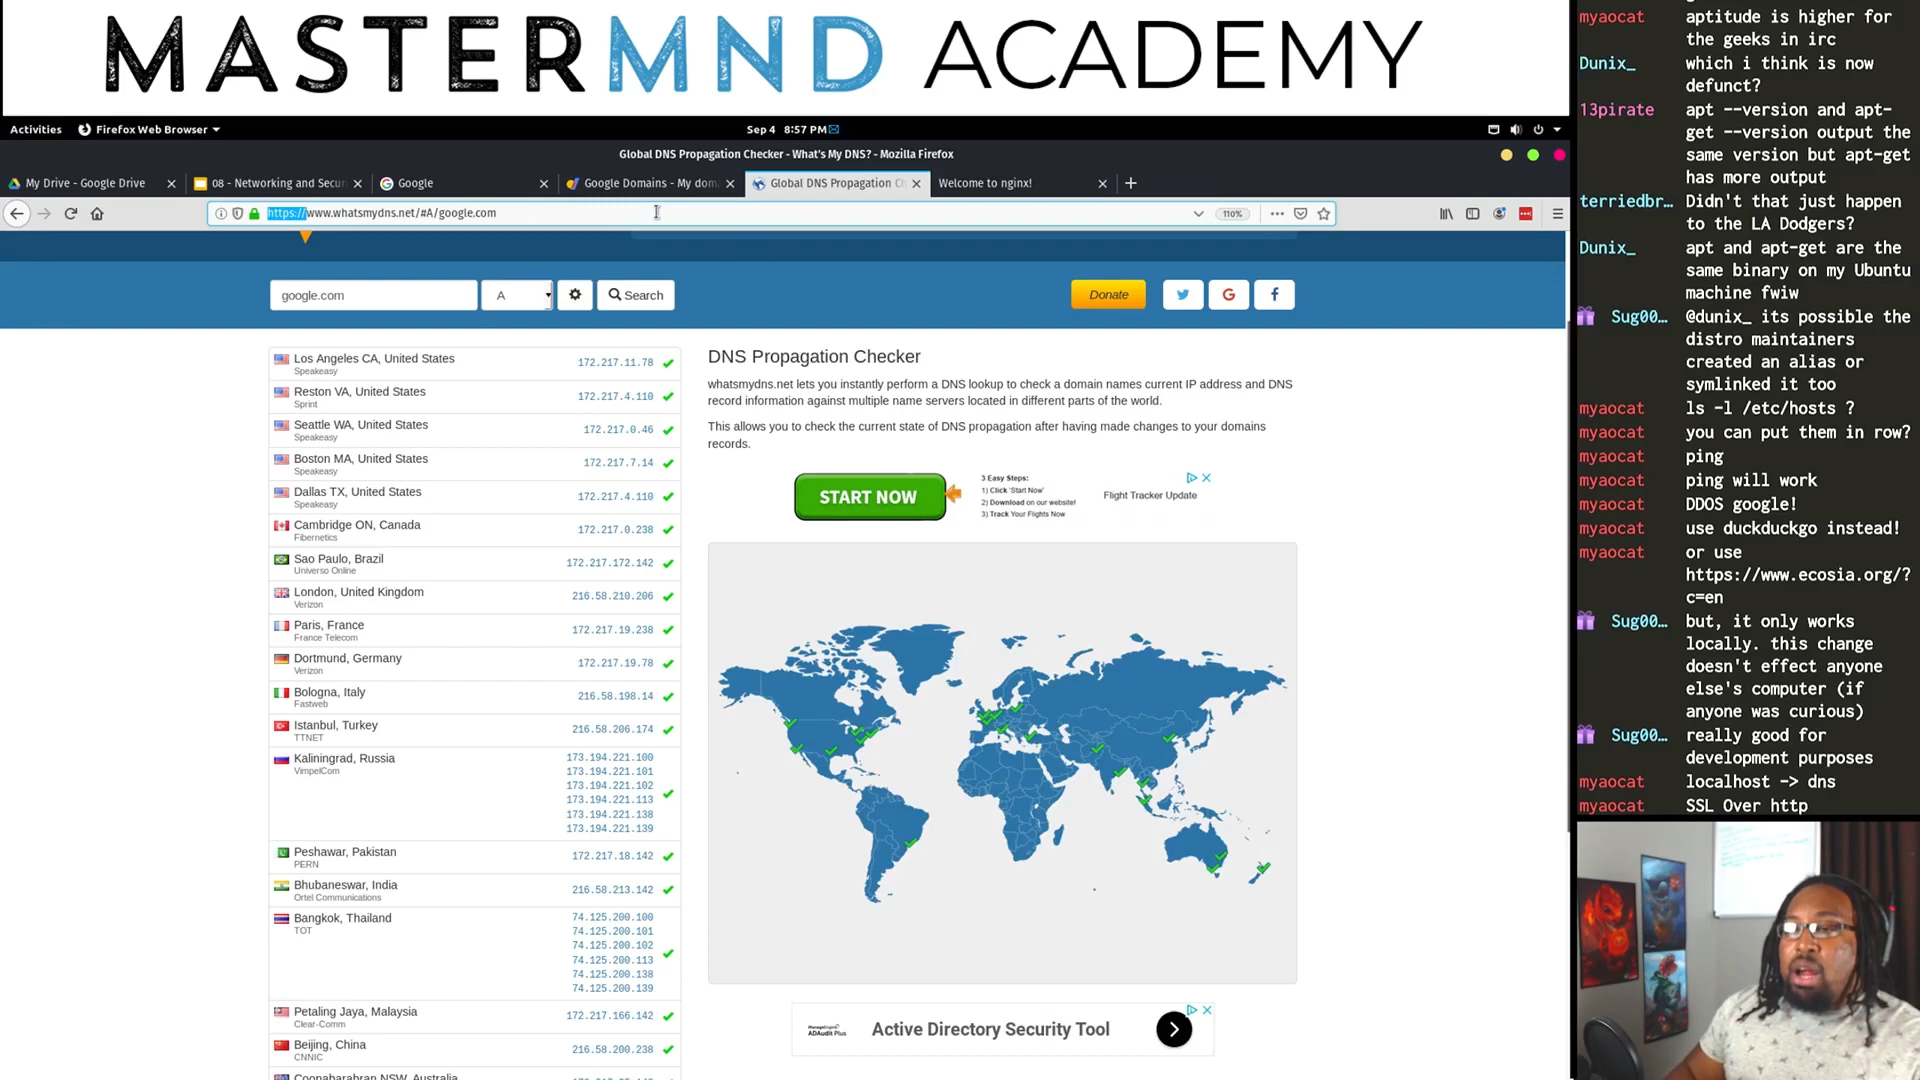 MASTERMND ACADEMY
Activities
Firefox Web Browser
Sep 4 8:57 PM
Global DNS Propagation Checker - What's My DNS? - Mozilla Firefox
My Drive - Google Drive
08 - Networking and Secur
Google
Google Domains - My dom
Global DNS Propagation Ch
Welcome to nginx!
https://www.whatsmydns.net/#A/google.com
110%
google.com
A
Search
Donate
Los Angeles CA, United States
Speakeasy
172.217.11.78
Reston VA, United States
Sprint
172.217.4.110
Seattle WA, United States
Speakeasy
172.217.0.46
Boston MA, United States
Speakeasy
172.217.7.14
Dallas TX, United States
Speakeasy
172.217.4.110
Cambridge ON, Canada
Fibernetics
172.217.0.238
Sao Paulo, Brazil
Universo Online
172.217.172.142
London, United Kingdom
Verizon
216.58.210.206
Paris, France
France Telecom
172.217.19.238
Dortmund, Germany
Verizon
172.217.19.78
Bologna, Italy
Fastweb
216.58.198.14
Istanbul, Turkey
TTNET
216.58.206.174
Kaliningrad, Russia
VimpelCom
173.194.221.100
173.194.221.101
173.194.221.102
173.194.221.113
173.194.221.138
173.194.221.139
Peshawar, Pakistan
PERN
172.217.18.142
Bhubaneswar, India
Ortel Communications
216.58.213.142
Bangkok, Thailand
TOT
74.125.200.100
74.125.200.101
74.125.200.102
74.125.200.113
74.125.200.138
74.125.200.139
Petaling Jaya, Malaysia
Clear-Comm
172.217.166.142
Beijing, China
CNNIC
216.58.200.238
Coonabarabran NSW, Australia
DNS Propagation Checker
whatsmydns.net lets you instantly perform a DNS lookup to check a domain names current IP address and DNS
record information against multiple name servers located in different parts of the world.
This allows you to check the current state of DNS propagation after having made changes to your domains
records.
START NOW
3 Easy Steps:
1) Click 'Start Now'
2) Download on our website!
3) Track Your Flights Now
Flight Tracker Update
ManageEngine
ADAudit Plus
Active Directory Security Tool
myaocat aptitude is higher for
the geeks in irc
Dunix_ which i think is now
defunct?
13pirate apt --version and apt-
get --version output the
same version but apt-get
has more output
terriedbr… Didn't that just happen
to the LA Dodgers?
Dunix_ apt and apt-get are the
same binary on my Ubuntu
machine fwiw
Sug00… @dunix_ its possible the
distro maintainers
created an alias or
symlinked it too
myaocat ls -l /etc/hosts ?
myaocat you can put them in row?
myaocat ping
myaocat ping will work
myaocat DDOS google!
myaocat use duckduckgo instead!
myaocat or use
https://www.ecosia.org/?
c=en
Sug00… but, it only works
locally. this change
doesn't effect anyone
else's computer (if
anyone was curious)
Sug00… really good for
development purposes
myaocat localhost -> dns
myaocat SSL Over http